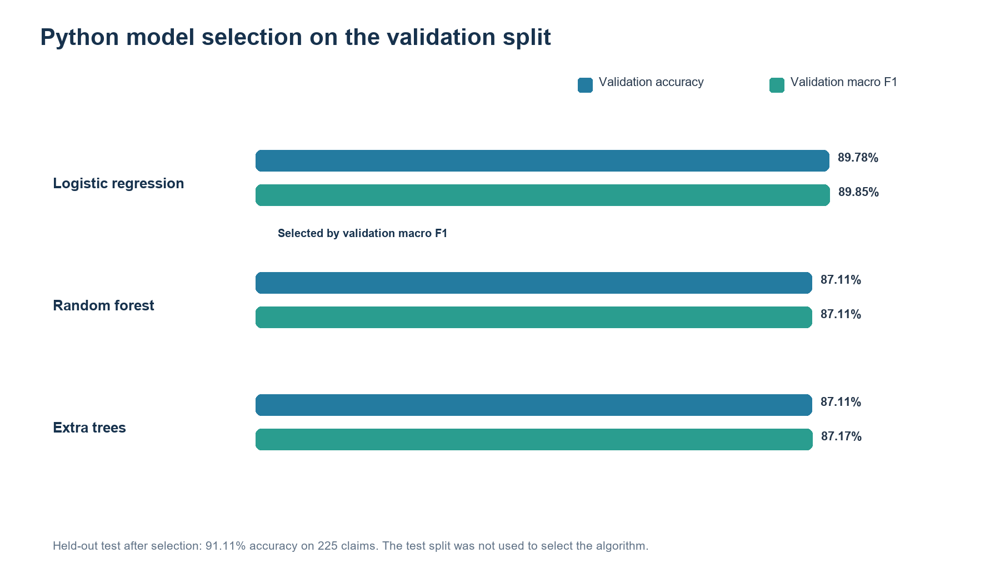 Python model selection on the validation split
Validation accuracy
Validation macro F1
Logistic regression
89.78%
89.85%
Selected by validation macro F1
Random forest
87.11%
87.11%
Extra trees
87.11%
87.17%
Held-out test after selection: 91.11% accuracy on 225 claims. The test split was not used to select the algorithm.